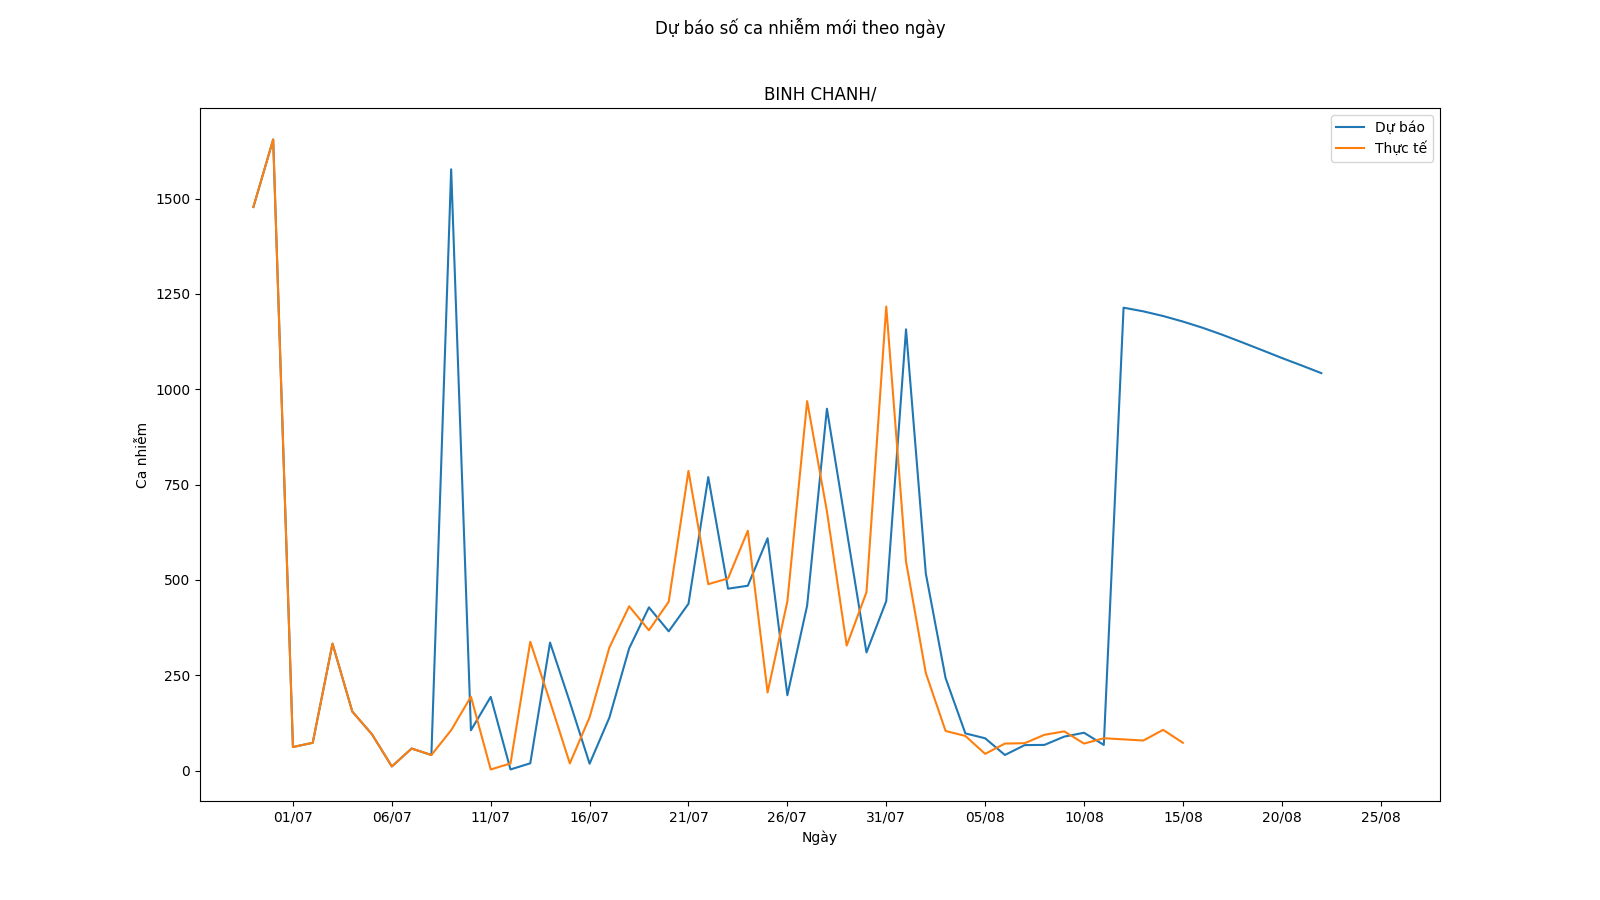 Dự báo số ca nhiễm mới theo ngày
BINH CHANH/
Dự báo
Thực tế
Ca nhiễm
1500
1250
1000
750
500
250
0
01/07 06/07 11/07 16/07 21/07 26/07 31/07 05/08 10/08 15/08 20/08 25/08
Ngày